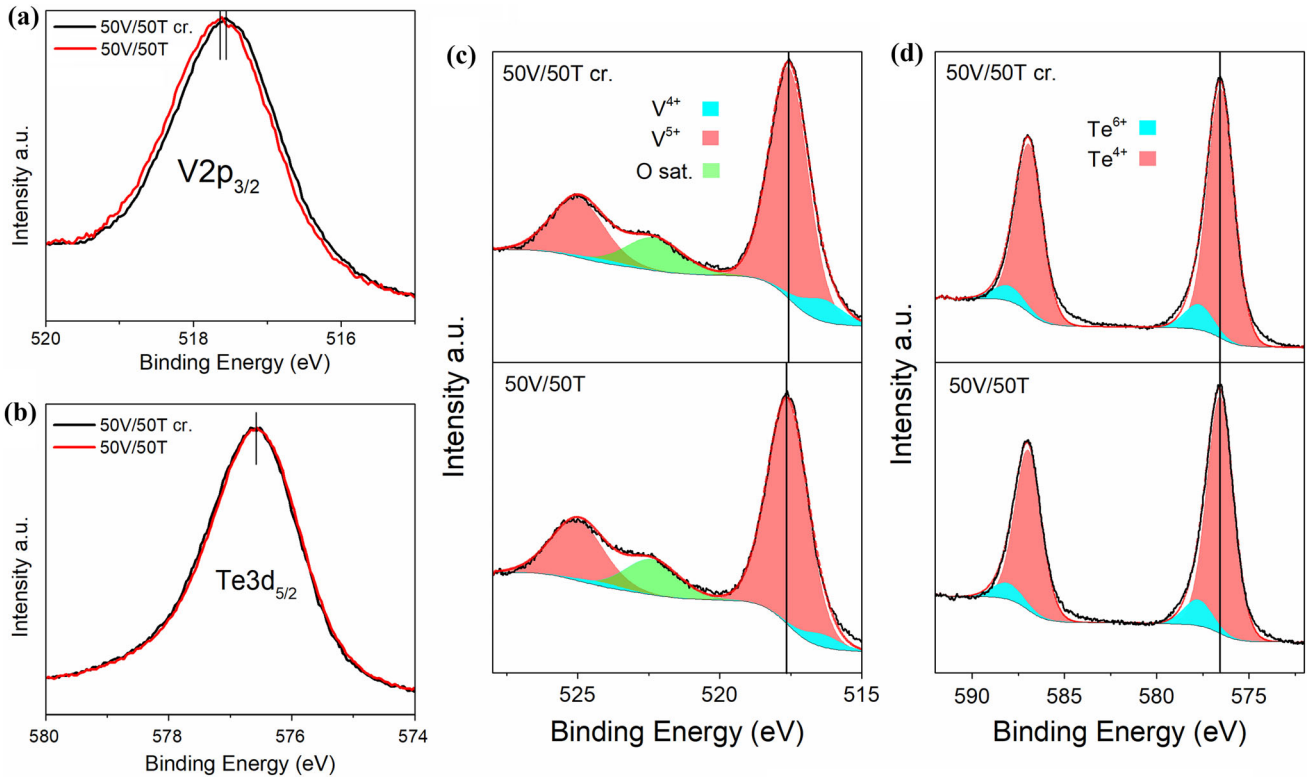 (a)
50V/50T cr.
50V/50T
V2p3/2
Intensity a.u.
520 518 516
Binding Energy (eV)
(b)
50V/50T cr.
50V/50T
Te3d5/2
Intensity a.u.
580 578 576 574
Binding Energy (eV)
(c)
50V/50T cr.
V4+
V5+
O sat.
50V/50T
Intensity a.u.
525 520 515
Binding Energy (eV)
(d)
50V/50T cr.
Te6+
Te4+
50V/50T
Intensity a.u.
590 585 580 575
Binding Energy (eV)